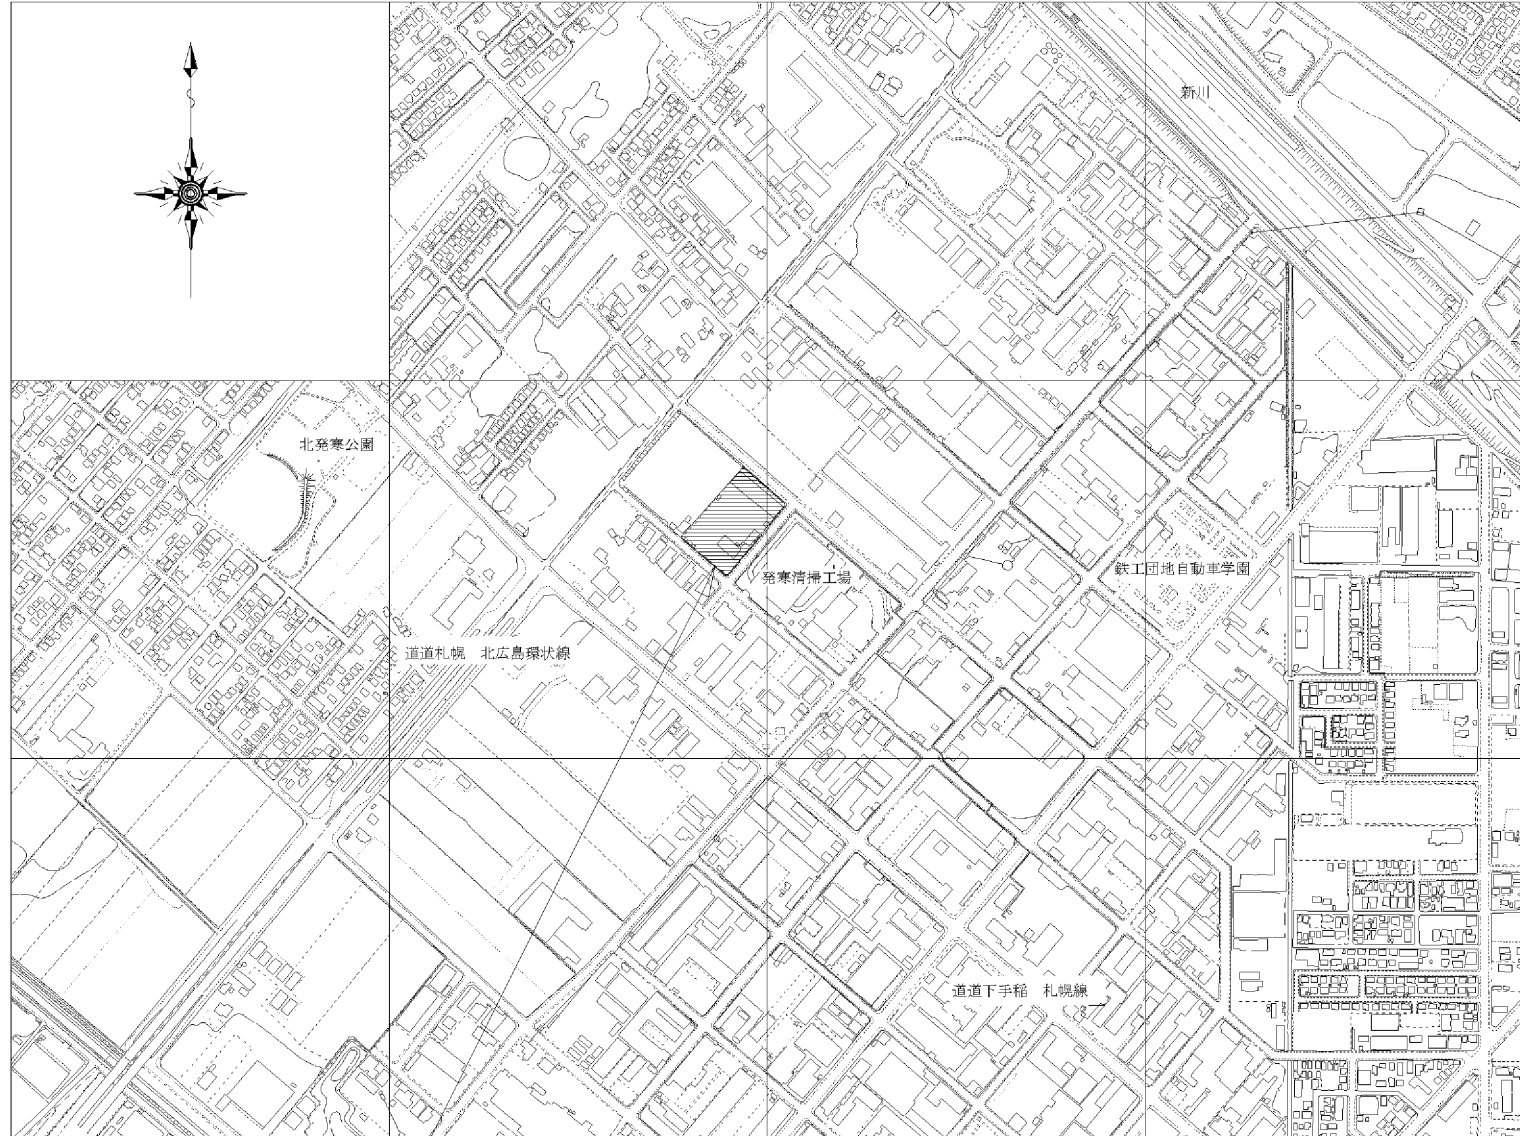 新川
北発寒公園
発寒清掃工場
鉄工団地自動車学園
道道札幌　北広島環状線
道道下手稲　札幌線